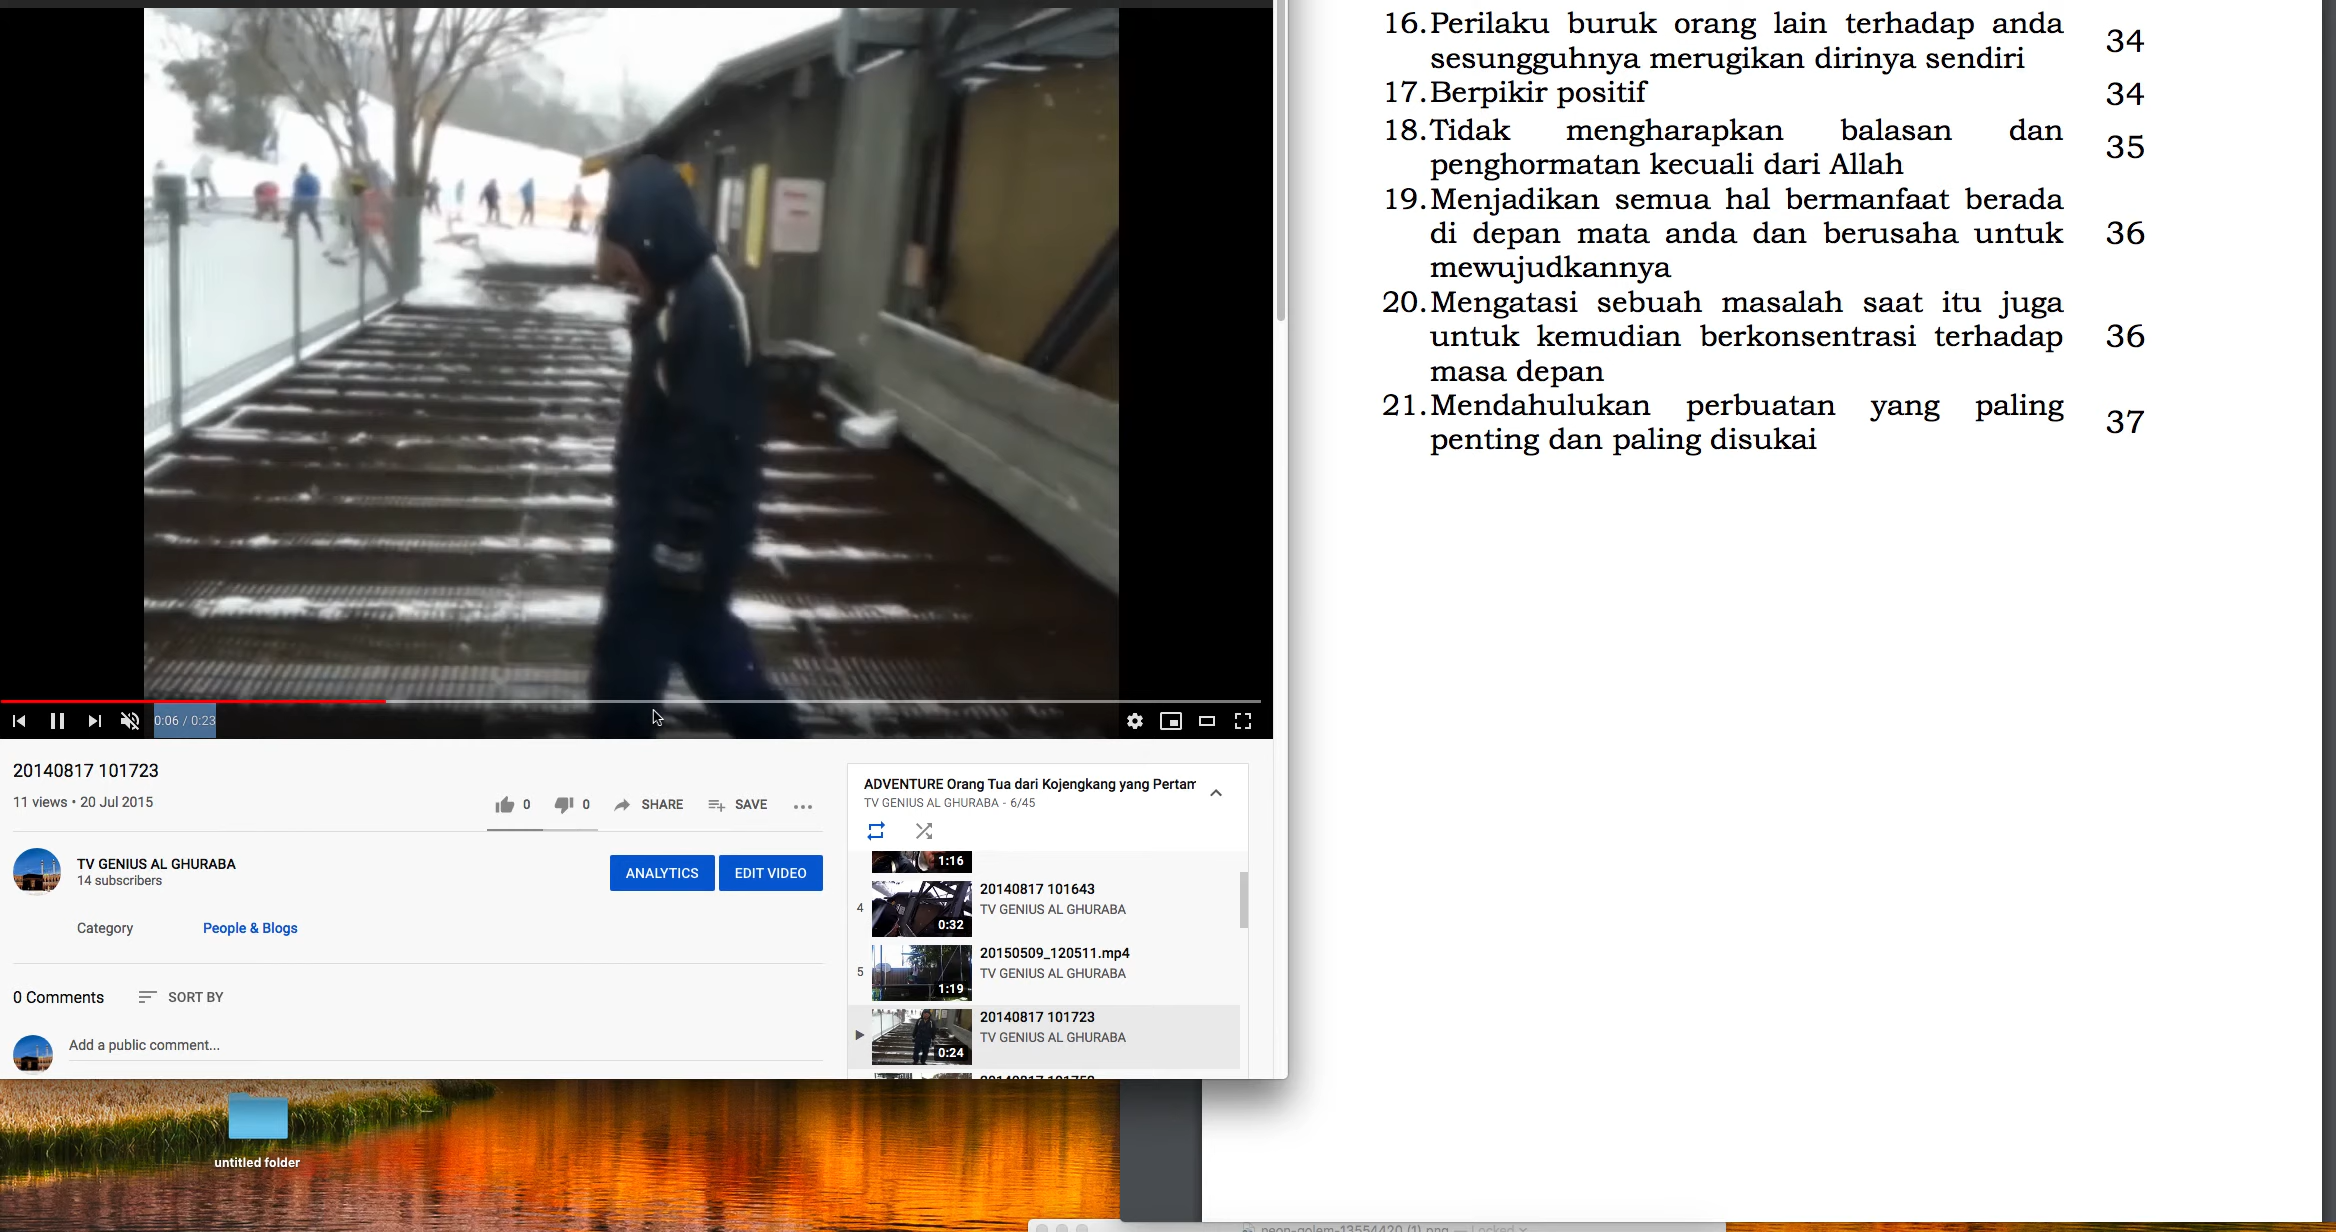 0:06 / 0:23
20140817 101723
11 views • 20 Jul 2015
0
0
SHARE
SAVE
TV GENIUS AL GHURABA
14 subscribers
ANALYTICS
EDIT VIDEO
Category
People & Blogs
0 Comments
SORT BY
Add a public comment...
ADVENTURE Orang Tua dari Kojengkang yang Pertam
TV GENIUS AL GHURABA - 6/45
1:16
4
0:32
20140817 101643
TV GENIUS AL GHURABA
5
1:19
20150509_120511.mp4
TV GENIUS AL GHURABA
0:24
20140817 101723
TV GENIUS AL GHURABA
untitled folder
16. Perilaku buruk orang lain terhadap anda
sesungguhnya merugikan dirinya sendiri 34
17. Berpikir positif 34
18. Tidak mengharapkan balasan dan
penghormatan kecuali dari Allah 35
19. Menjadikan semua hal bermanfaat berada
di depan mata anda dan berusaha untuk 36
mewujudkannya
20. Mengatasi sebuah masalah saat itu juga
untuk kemudian berkonsentrasi terhadap 36
masa depan
21. Mendahulukan perbuatan yang paling
penting dan paling disukai 37